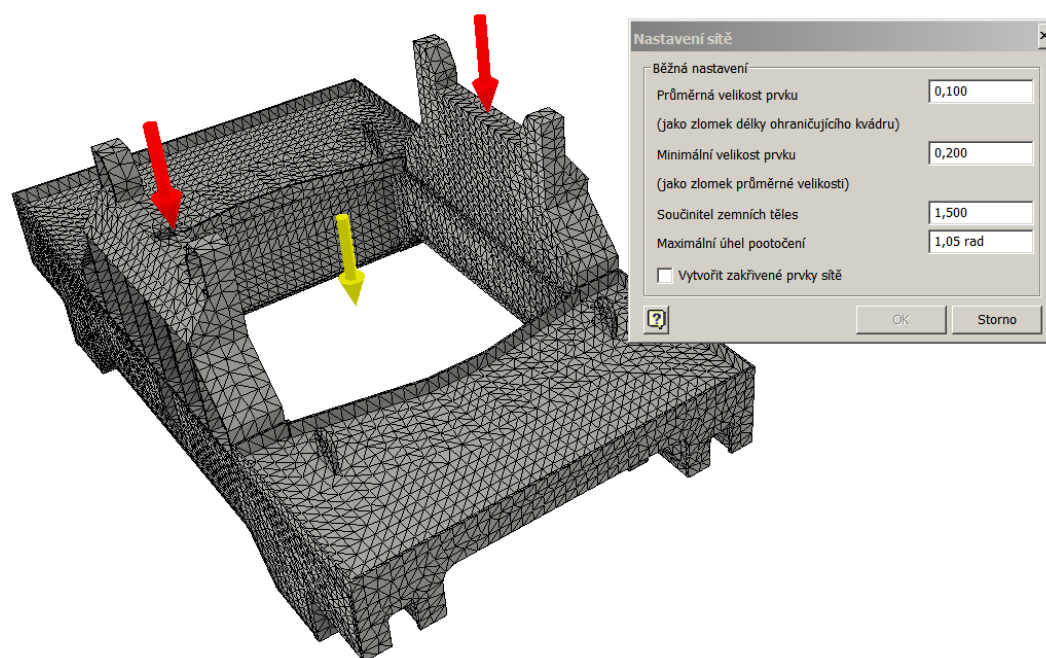 Nastavení sítě
Běžná nastavení
Průměrná velikost prvku 0,100
(jako zlomek délky ohraničujícího kvádru)
Minimální velikost prvku 0,200
(jako zlomek průměrné velikosti)
Součinitel zemních těles 1,500
Maximální úhel pootočení 1,05 rad
Vytvořit zakřivené prvky sítě
OK Storno